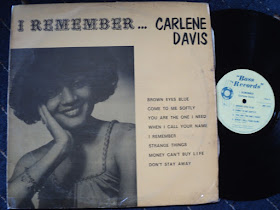 I REMEMBER... CARLENE DAVIS
BROWN EYES BLUE
COME TO ME SOFTLY
YOU ARE THE ONE I NEED
WHEN I CALL YOUR NAME
I REMEMBER
STRANGE THINGS
MONEY CAN'T BUY LIFE
DON'T STAY AWAY
"Bass Records"